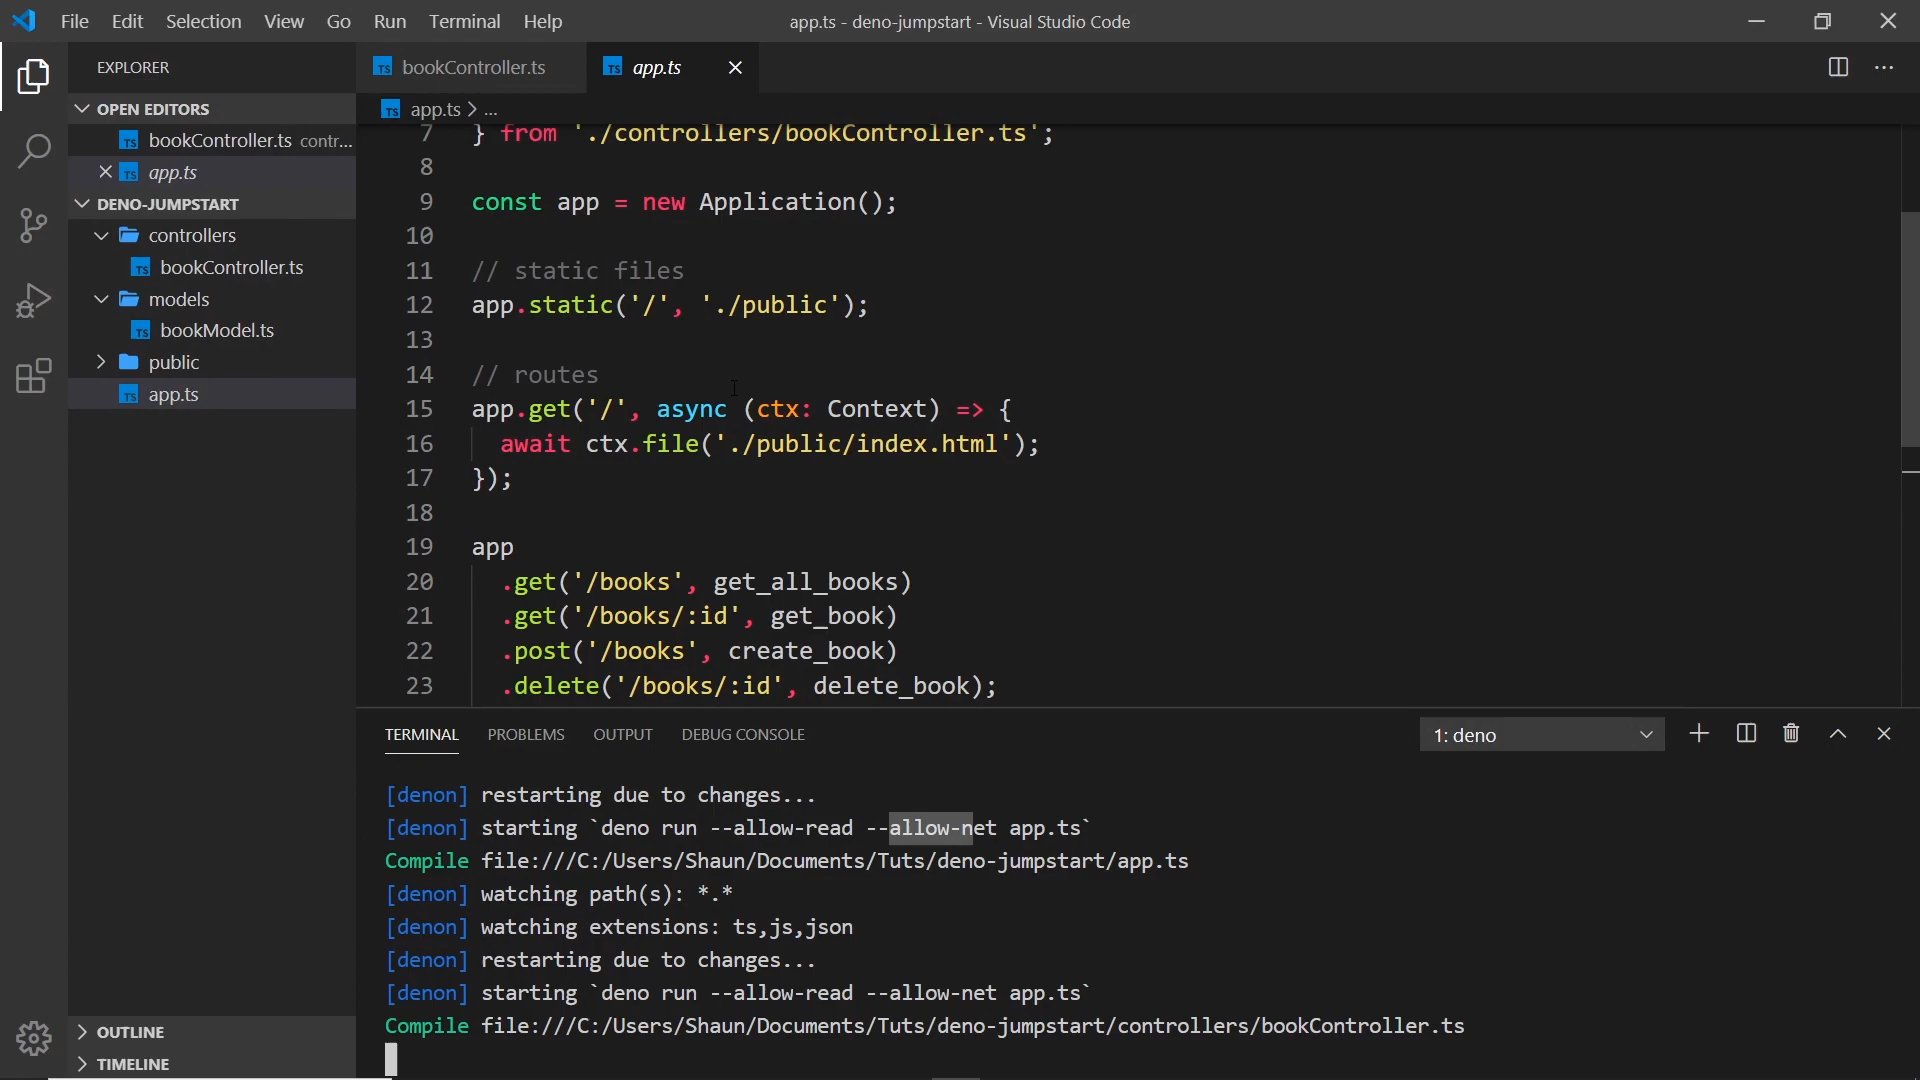 File Edit Selection View Go Run Terminal Help
app.ts - deno-jumpstart - Visual Studio Code
EXPLORER
OPEN EDITORS
bookController.ts contr...
app.ts
DENO-JUMPSTART
controllers
bookController.ts
models
bookModel.ts
public
app.ts
OUTLINE
TIMELINE
bookController.ts
app.ts
app.ts > ...
7 } from './controllers/bookController.ts';
8
9 const app = new Application();
10
11 // static files
12 app.static('/', './public');
13
14 // routes
15 app.get('/', async (ctx: Context) => {
16 await ctx.file('./public/index.html');
17 });
18
19 app
20 .get('/books', get_all_books)
21 .get('/books/:id', get_book)
22 .post('/books', create_book)
23 .delete('/books/:id', delete_book);
TERMINAL PROBLEMS OUTPUT DEBUG CONSOLE
1: deno
[denon] restarting due to changes...
[denon] starting `deno run --allow-read --allow-net app.ts`
Compile file:///C:/Users/Shaun/Documents/Tuts/deno-jumpstart/app.ts
[denon] watching path(s): *.*
[denon] watching extensions: ts,js,json
[denon] restarting due to changes...
[denon] starting `deno run --allow-read --allow-net app.ts`
Compile file:///C:/Users/Shaun/Documents/Tuts/deno-jumpstart/controllers/bookController.ts